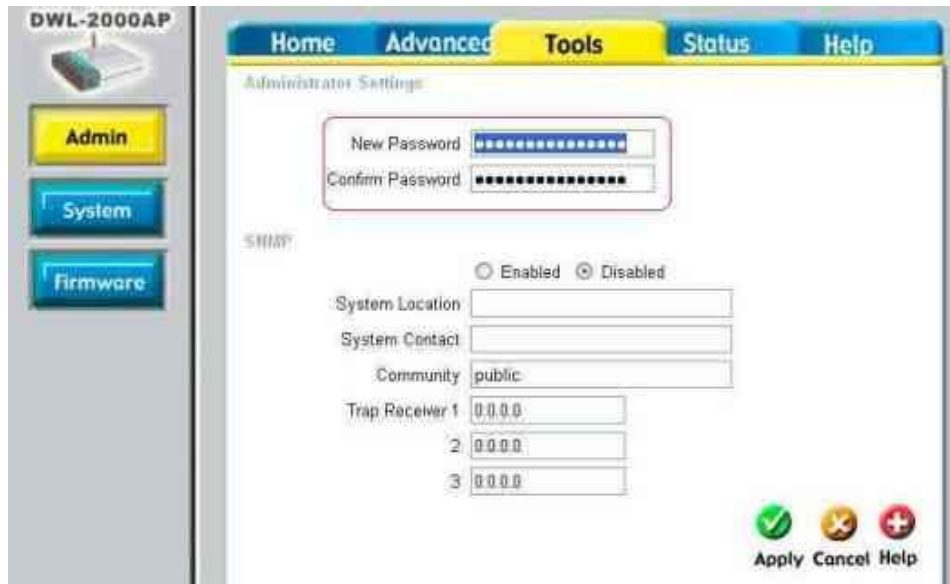 DWL-2000AP
Home Advanced Tools Status Help
Administrator Settings
Admin
New Password •••••••••••••••
Confirm Password •••••••••••••••
System
SNMP
Enabled Disabled
Firmware
System Location
System Contact
Community public
Trap Receiver 1 0.0.0.0
2 0.0.0.0
3 0.0.0.0
Apply Cancel Help